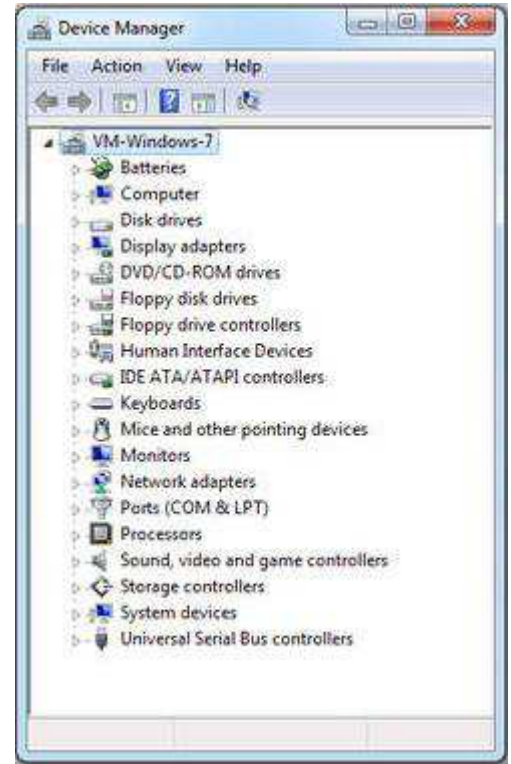 Device Manager
File Action View Help
VM-Windows-7
Batteries
Computer
Disk drives
Display adapters
DVD/CD-ROM drives
Floppy disk drives
Floppy drive controllers
Human Interface Devices
IDE ATA/ATAPI controllers
Keyboards
Mice and other pointing devices
Monitors
Network adapters
Ports (COM & LPT)
Processors
Sound, video and game controllers
Storage controllers
System devices
Universal Serial Bus controllers